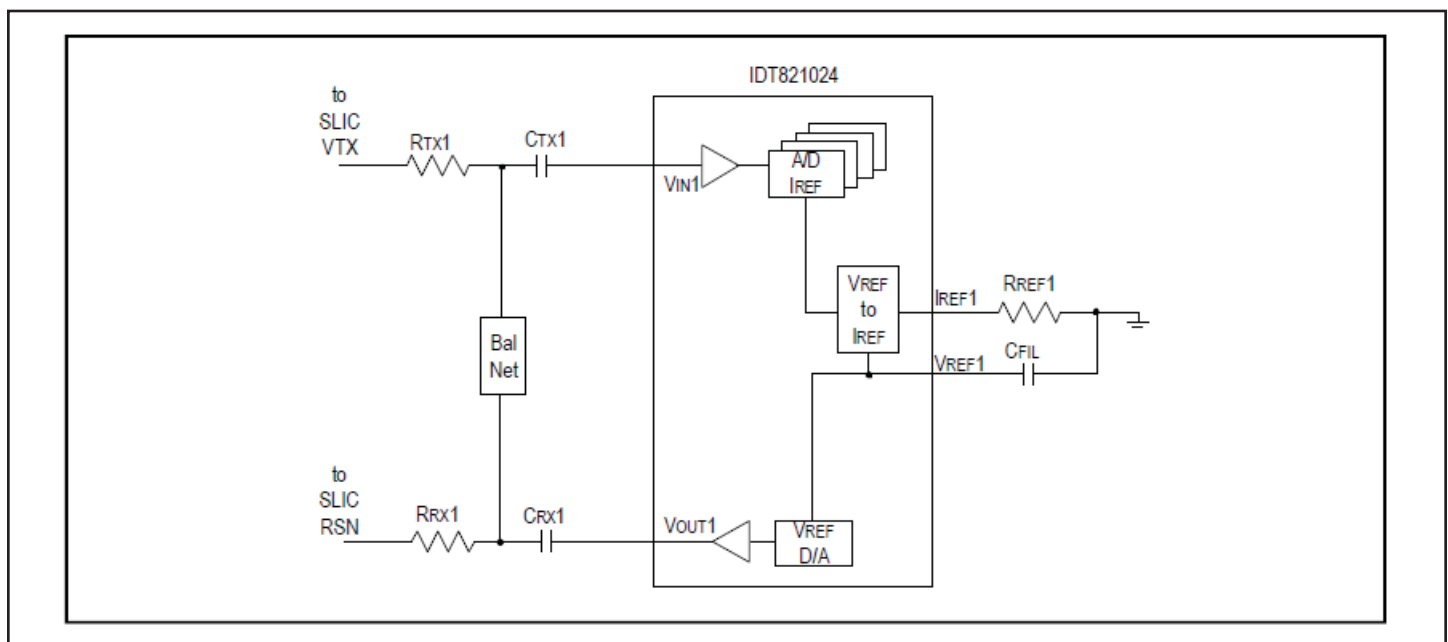 IDT821024
to
SLIC
VTX
RTX1
CTX1
VIN1
A/D
IREF
VREF
to
IREF
IREF1
RREF1
Bal
Net
VREF1
CFIL
to
SLIC
RSN
RRX1
CRX1
VOUT1
VREF
D/A